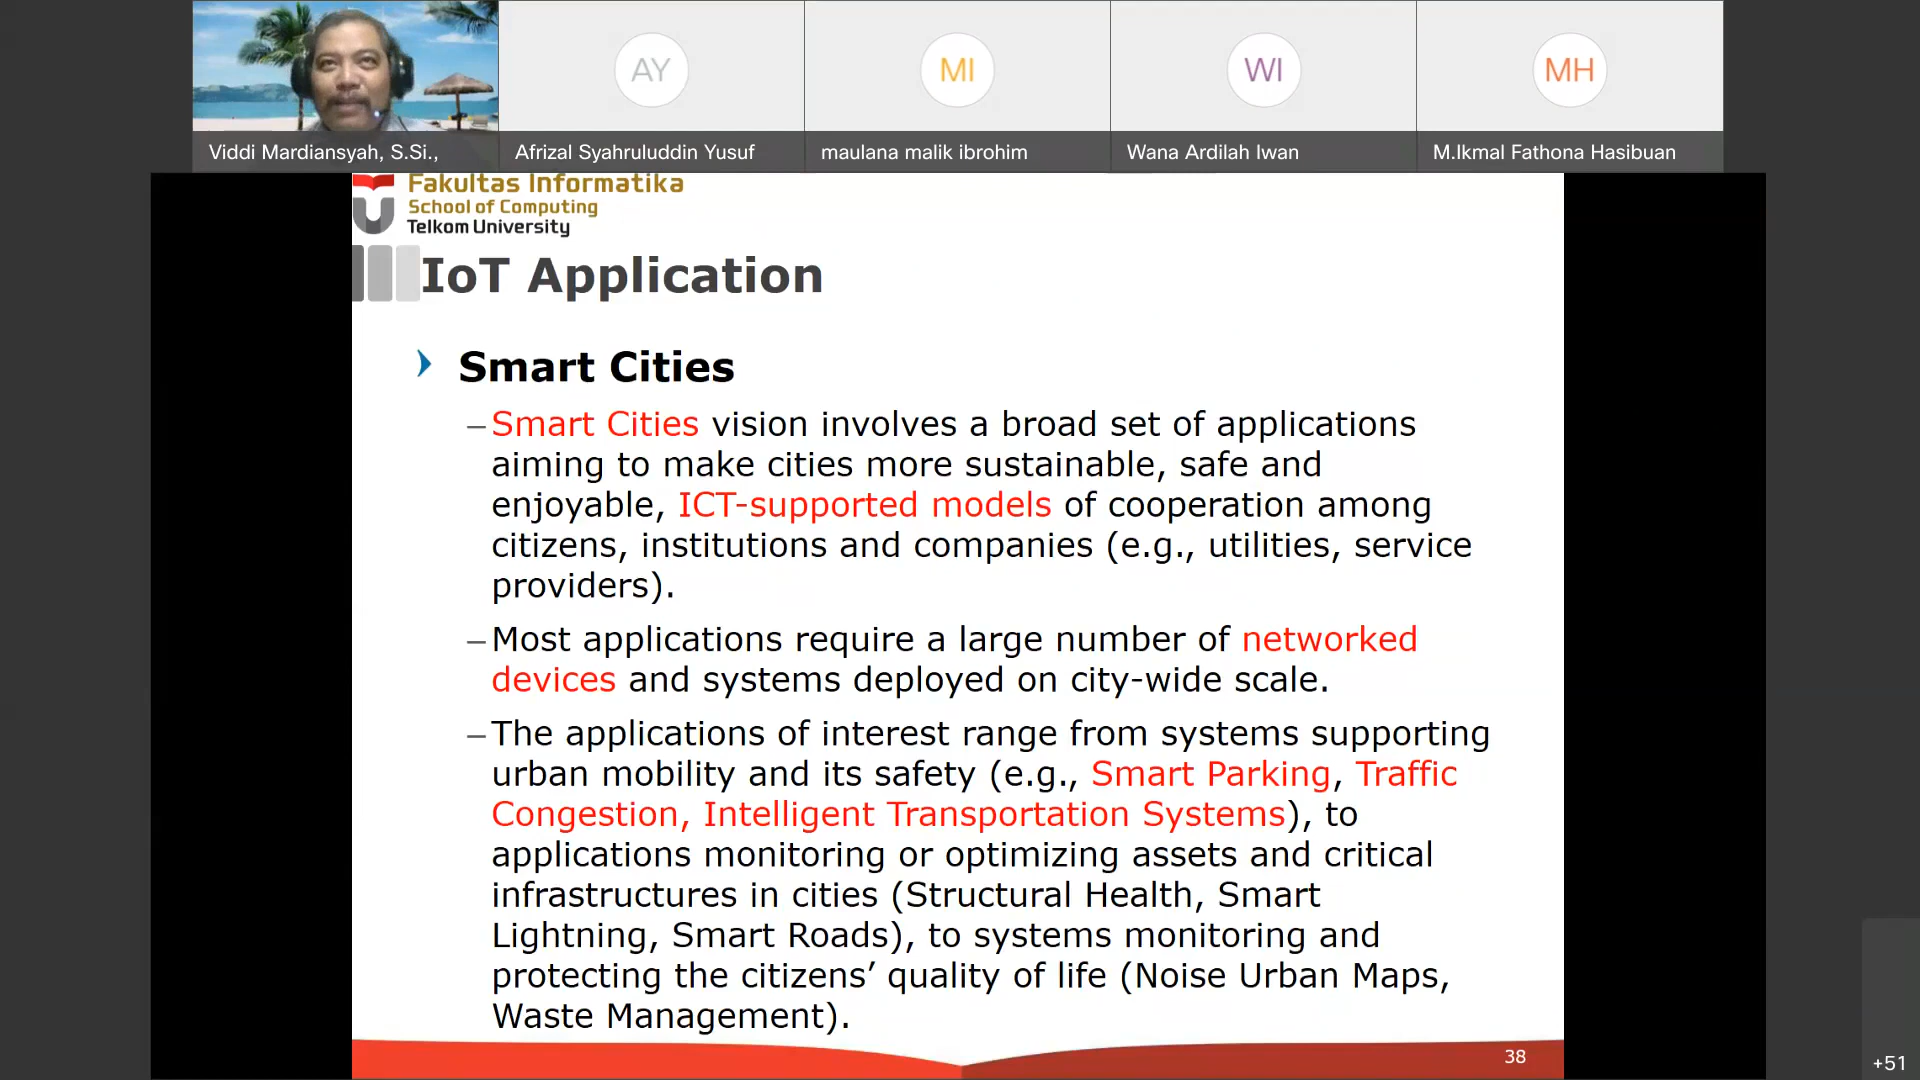 AY
MI
WI
MH
Viddi Mardiansyah, S.Si.,
Afrizal Syahruluddin Yusuf
maulana malik ibrohim
Wana Ardilah Iwan
M.Ikmal Fathona Hasibuan
Fakultas Informatika
School of Computing
Telkom University
IoT Application
Smart Cities
–Smart Cities vision involves a broad set of applications
aiming to make cities more sustainable, safe and
enjoyable, ICT-supported models of cooperation among
citizens, institutions and companies (e.g., utilities, service
providers).
–Most applications require a large number of networked
devices and systems deployed on city-wide scale.
–The applications of interest range from systems supporting
urban mobility and its safety (e.g., Smart Parking, Traffic
Congestion, Intelligent Transportation Systems), to
applications monitoring or optimizing assets and critical
infrastructures in cities (Structural Health, Smart
Lightning, Smart Roads), to systems monitoring and
protecting the citizens’ quality of life (Noise Urban Maps,
Waste Management).
38
+51